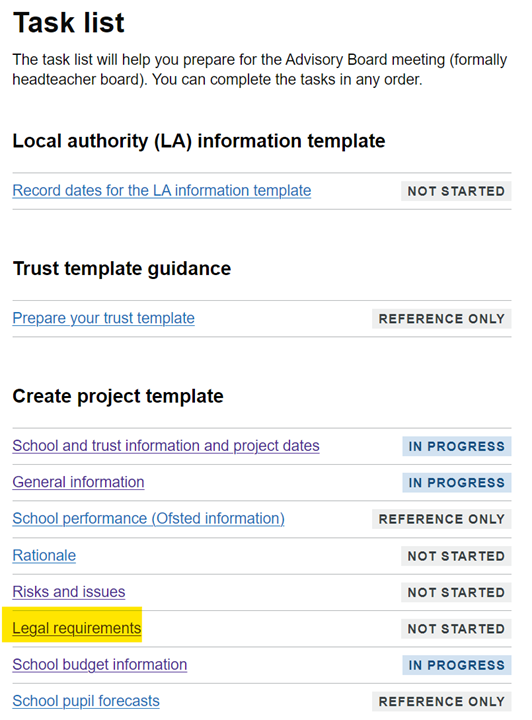 Task list
The task list will help you prepare for the Advisory Board meeting (formally
headteacher board). You can complete the tasks in any order.
Local authority (LA) information template
Record dates for the LA information template NOT STARTED
Trust template guidance
Prepare your trust template REFERENCE ONLY
Create project template
School and trust information and project dates IN PROGRESS
General information IN PROGRESS
School performance (Ofsted information) REFERENCE ONLY
Rationale NOT STARTED
Risks and issues NOT STARTED
Legal requirements NOT STARTED
School budget information IN PROGRESS
School pupil forecasts REFERENCE ONLY